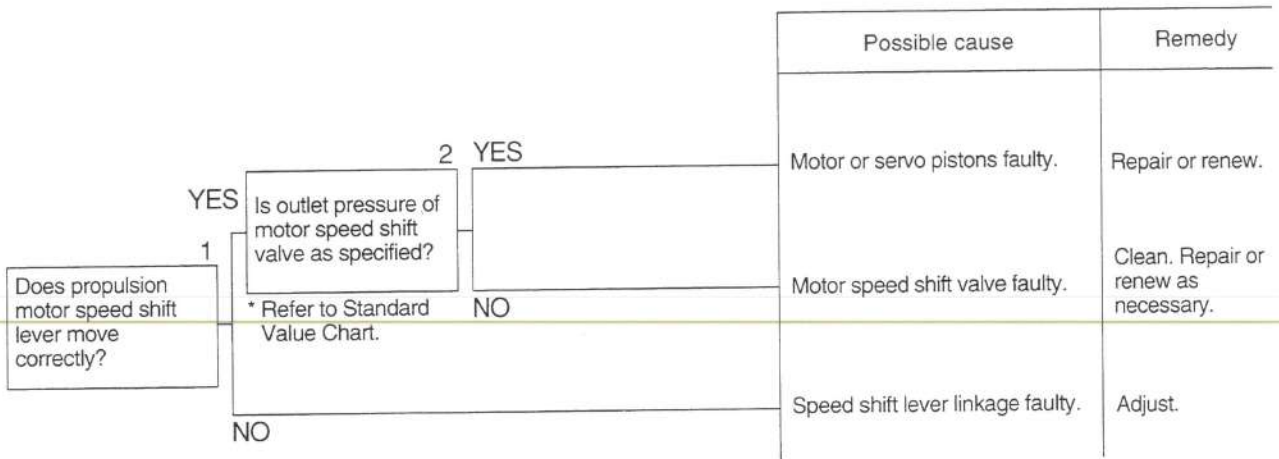 Possible cause
Remedy
2 YES
Motor or servo pistons faulty.
Repair or renew.
YES
Is outlet pressure of
motor speed shift
valve as specified?
1
Does propulsion
motor speed shift
lever move
correctly?
* Refer to Standard
Value Chart.
NO
Motor speed shift valve faulty.
Clean. Repair or
renew as
necessary.
NO
Speed shift lever linkage faulty.
Adjust.